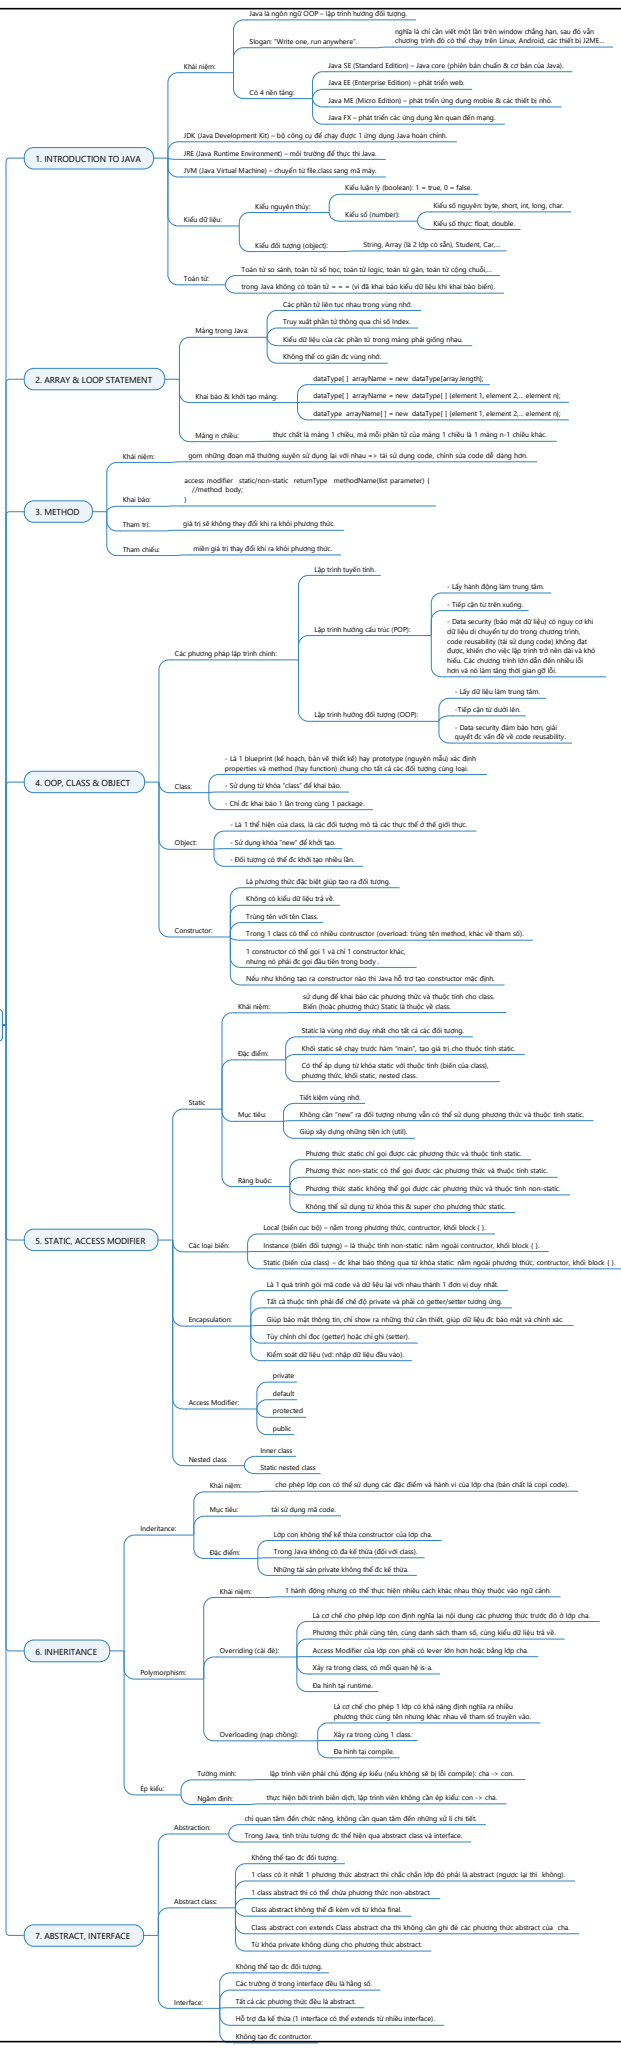 Java là ngôn ngữ OOP – lập trình hướng đối tượng.
Khái niệm:
Slogan: "Write one, run anywhere".
nghĩa là chỉ cần viết một lần trên window chẳng hạn, sau đó vẫn
chương trình đó có thể chạy trên Linux, Android, các thiết bị J2ME...
Có 4 nền tảng:
Java SE (Standard Edition) – Java core (phiên bản chuẩn & cơ bản của Java).
Java EE (Enterprise Edition) – phát triển web.
Java ME (Micro Edition) – phát triển ứng dụng mobie & các thiết bị nhỏ.
Java FX – phát triển các ứng dụng lên quan đến mạng.
1. INTRODUCTION TO JAVA
JDK (Java Development Kit) – bộ công cụ để chạy được 1 ứng dụng Java hoàn chỉnh.
JRE (Java Runtime Environment) – môi trường để thực thi Java.
JVM (Java Virtual Machine) – chuyển từ file.class sang mã máy.
Kiểu dữ liệu:
Kiểu nguyên thủy:
Kiểu luận lý (boolean): 1 = true, 0 = false.
Kiểu số (number):
Kiểu số nguyên: byte, short, int, long, char.
Kiểu số thực: float, double.
Kiểu đối tượng (object):
String, Array (là 2 lớp có sẵn), Student, Car,...
Toán tử:
Toán tử so sánh, toán tử số học, toán tử logic, toán tử gán, toán tử cộng chuỗi,...
trong Java không có toán tử = = = (vì đã khai báo kiểu dữ liệu khi khai báo biến).
2. ARRAY & LOOP STATEMENT
Mảng trong Java:
Các phần tử liên tục nhau trong vùng nhớ.
Truy xuất phần tử thông qua chỉ số Index.
Kiểu dữ liệu của các phần tử trong mảng phải giống nhau.
Không thể co giãn đc vùng nhớ.
Khai báo & khởi tạo mảng:
dataType[ ] arrayName = new dataType[array.length];
dataType[ ] arrayName = new dataType[ ] {element 1, element 2,... element n};
dataType arrayName[ ] = new dataType[ ] {element 1, element 2,... element n};
Mảng n chiều:
thực chất là mảng 1 chiều, mà mỗi phần tử của mảng 1 chiều là 1 mảng n-1 chiều khác.
3. METHOD
Khái niệm:
gom những đoạn mã thường xuyên sử dụng lại với nhau => tái sử dụng code, chỉnh sửa code dễ dàng hơn.
Khai báo:
access modifier static/non-static returnType methodName(list parameter) {
//method body;
}
Tham trị:
giá trị sẽ không thay đổi khi ra khỏi phương thức.
Tham chiếu:
miền giá trị thay đổi khi ra khỏi phương thức.
4. OOP, CLASS & OBJECT
Các phương pháp lập trình chính:
Lập trình tuyến tính.
Lập trình hướng cấu trúc (POP):
- Lấy hành động làm trung tâm.
- Tiếp cận từ trên xuống.
- Data security (bảo mật dữ liệu) có nguy cơ khi
dữ liệu di chuyển tự do trong chương trình,
code reusability (tái sử dụng code) không đạt
được, khiến cho việc lập trình trở nên dài và khó
hiểu. Các chương trình lớn dẫn đến nhiều lỗi
hơn và nó làm tăng thời gian gỡ lỗi.
Lập trình hướng đối tượng (OOP):
- Lấy dữ liệu làm trung tâm.
-Tiếp cận từ dưới lên.
- Data security đảm bảo hơn, giải
quyết đc vấn đề về code reusability.
Class:
- Là 1 blueprint (kế hoạch, bản vẽ thiết kế) hay prototype (nguyên mẫu) xác định
properties và method (hay function) chung cho tất cả các đối tượng cùng loại.
- Sử dụng từ khóa "class" để khai báo.
- Chỉ đc khai báo 1 lần trong cùng 1 package.
Object:
- Là 1 thể hiện của class, là các đối tượng mô tả các thực thể ở thế giới thực.
- Sử dụng khóa "new" để khởi tạo.
- Đối tượng có thể đc khởi tạo nhiều lần.
Constructor:
Là phương thức đặc biệt giúp tạo ra đối tượng.
Không có kiểu dữ liệu trả về.
Trùng tên với tên Class.
Trong 1 class có thể có nhiều contrusctor (overload: trùng tên method, khác về tham số).
1 constructor có thể gọi 1 và chỉ 1 constructor khác,
nhưng nó phải đc gọi đầu tiên trong body .
Nếu như không tạo ra constructor nào thì Java hỗ trợ tạo constructor mặc định.
5. STATIC, ACCESS MODIFIER
Static
Khái niệm:
sử dụng để khai báo các phương thức và thuộc tính cho class.
Biến (hoặc phương thức) Static là thuộc về class.
Đặc điểm:
Static là vùng nhớ duy nhất cho tất cả các đối tượng.
Khối static sẽ chạy trước hàm "main", tạo giá trị cho thuộc tính static.
Có thể áp dụng từ khóa static với thuộc tính (biến của class),
phương thức, khối static, nested class.
Mục tiêu:
Tiết kiệm vùng nhớ.
Không cần "new" ra đối tượng nhưng vẫn có thể sử dụng phương thức và thuộc tính static.
Giúp xây dựng những tiện ích (util).
Ràng buộc:
Phương thức static chỉ gọi được các phương thức và thuộc tính static.
Phương thức non-static có thể gọi được các phương thức và thuộc tính static.
Phương thức static không thể gọi được các phương thức và thuộc tính non-static.
Không thể sử dụng từ khóa this & super cho phương thức static.
Các loại biến:
Local (biến cục bộ) – nằm trong phương thức, contructor, khối block { }.
Instance (biến đối tượng) – là thuộc tính non-static: nằm ngoài contructor, khối block { }.
Static (biến của class) – đc khai báo thông qua từ khóa static: nằm ngoài phương thức, contructor, khối block { }.
Encapsulation:
Là 1 quá trình gói mã code và dữ liệu lại với nhau thành 1 đơn vị duy nhất.
Tất cả thuộc tính phải để chế độ private và phải có getter/setter tương ứng.
Giúp bảo mật thông tin, chỉ show ra những thứ cần thiết, giúp dữ liệu đc bảo mật và chính xác.
Tùy chỉnh chỉ đọc (getter) hoặc chỉ ghi (setter).
Kiểm soát dữ liệu (vd: nhập dữ liệu đầu vào).
Access Modifier:
private
default
protected
public
Nested class
Inner class
Static nested class
6. INHERITANCE
Inderitance:
Khái niệm:
cho phép lớp con có thể sử dụng các đặc điểm và hành vi của lớp cha (bản chất là copi code).
Mục tiêu:
tái sử dụng mã code.
Đặc điểm:
Lớp con không thể kế thừa constructor của lớp cha.
Trong Java không có đa kế thừa (đối với class).
Những tài sản private không thể đc kế thừa.
Polymorphism:
Khái niệm:
1 hành động nhưng có thể thực hiện nhiều cách khác nhau thùy thuộc vào ngữ cảnh.
Overriding (cài đè):
Là cơ chế cho phép lớp con định nghĩa lại nội dung các phương thức trước đó ở lớp cha.
Phương thức phải cùng tên, cùng danh sách tham số, cùng kiểu dữ liệu trả về.
Access Modifier của lớp con phải có lever lớn hơn hoặc bằng lớp cha.
Xảy ra trong class, có mối quan hệ is-a.
Đa hình tại runtime.
Overloading (nạp chồng):
Là cơ chế cho phép 1 lớp có khả năng định nghĩa ra nhiều
phương thức cùng tên nhưng khác nhau về tham số truyền vào.
Xảy ra trong cùng 1 class.
Đa hình tại compile.
Ép kiểu:
Tường minh:
lập trình viên phải chủ động ép kiểu (nếu không sẽ bị lỗi compile): cha -> con.
Ngầm định:
thực hiện bởi trình biên dịch, lập trình viên không cần ép kiểu: con -> cha.
7. ABSTRACT, INTERFACE
Abstraction:
chỉ quan tâm đến chức năng, không cần quan tâm đến những xử lí chi tiết.
Trong Java, tính trừu tượng đc thể hiện qua abstract class và interface.
Abstract class:
Không thể tạo đc đối tượng.
1 class có ít nhất 1 phương thức abstract thì chắc chắn lớp đó phải là abstract (ngược lại thì không).
1 class abstract thì có thể chứa phương thức non-abstract.
Class abstract không thể đi kèm với từ khóa final.
Class abstract con extends Class abstract cha thì không cần ghi đè các phương thức abstract của cha.
Từ khóa private không dùng cho phương thức abstract.
Interface:
Không thể tạo đc đối tượng.
Các trường ở trong interface đều là hằng số.
Tất cả các phương thức đều là abstract.
Hỗ trợ đa kế thừa (1 interface có thể extends từ nhiều interface).
Không tạo đc contructor.